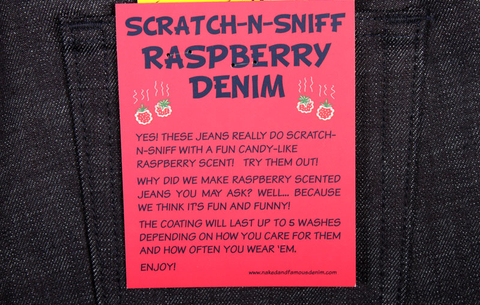 SCRATCH-N-SNIFF
RASPBERRY
DENIM
YES! THESE JEANS REALLY DO SCRATCH-
N-SNIFF WITH A FUN CANDY-LIKE
RASPBERRY SCENT! TRY THEM OUT!
WHY DID WE MAKE RASPBERRY SCENTED
JEANS YOU MAY ASK? WELL... BECAUSE
WE THINK IT'S FUN AND FUNNY!
THE COATING WILL LAST UP TO 5 WASHES
DEPENDING ON HOW YOU CARE FOR THEM
AND HOW OFTEN YOU WEAR 'EM.
ENJOY!
www.nakedandfamousdenim.com